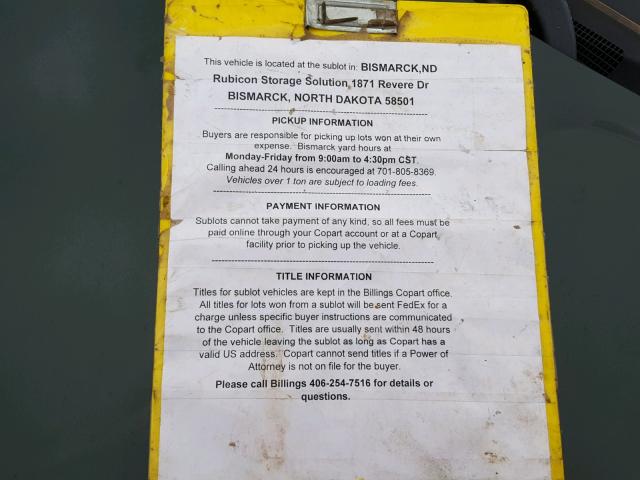 This vehicle is located at the sublot in: BISMARCK,ND
Rubicon Storage Solution 1871 Revere Dr
BISMARCK, NORTH DAKOTA 58501
PICKUP INFORMATION
Buyers are responsible for picking up lots won at their own
expense. Bismarck yard hours at
Monday-Friday from 9:00am to 4:30pm CST.
Calling ahead 24 hours is encouraged at 701-805-8369.
Vehicles over 1 ton are subject to loading fees.
PAYMENT INFORMATION
Sublots cannot take payment of any kind, so all fees must be
paid online through your Copart account or at a Copart
facility prior to picking up the vehicle.
TITLE INFORMATION
Titles for sublot vehicles are kept in the Billings Copart office.
All titles for lots won from a sublot will be sent FedEx for a
charge unless specific buyer instructions are communicated
to the Copart office. Titles are usually sent within 48 hours
of the vehicle leaving the sublot as long as Copart has a
valid US address. Copart cannot send titles if a Power of
Attorney is not on file for the buyer.
Please call Billings 406-254-7516 for details or
questions.